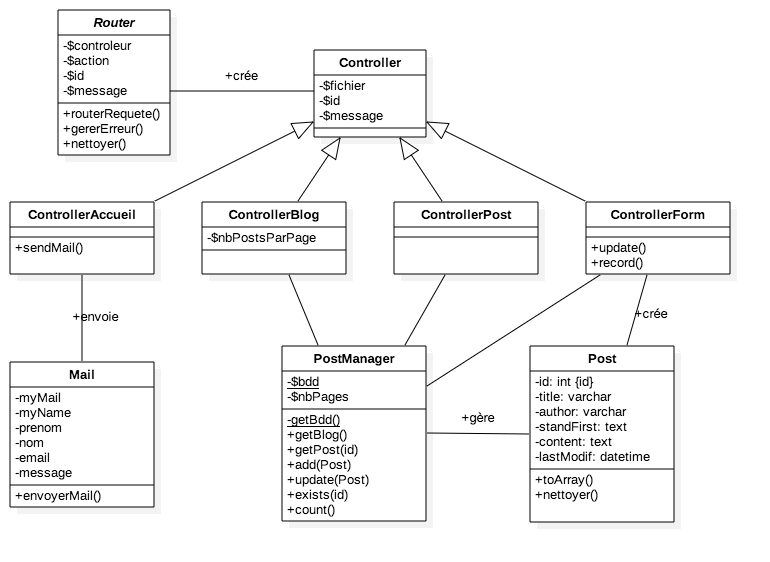 Router
-$controleur
-$action
-$id
-$message
+routerRequete()
+gererErreur()
nettoyer()
+crée
Controller
-$fichier
-$id
-$message
ControllerAccueil
+sendMail()
ControllerBlog
-$nbPostsParPage
ControllerPost
ControllerForm
+update()
+record()
+envoie
+crée
Mail
-myMail
-myName
-prenom
-nom
-email
-message
+envoyerMail()
PostManager
-$bdd
-$nbPages
-getBdd()
+getBlog()
+getPost(id)
+add(Post)
+update(Post)
+exists(id)
+count()
+gère
Post
-id: int {id}
-title: varchar
-author: varchar
-standFirst: text
-content: text
-lastModif: datetime
+toArray()
+nettoyer()